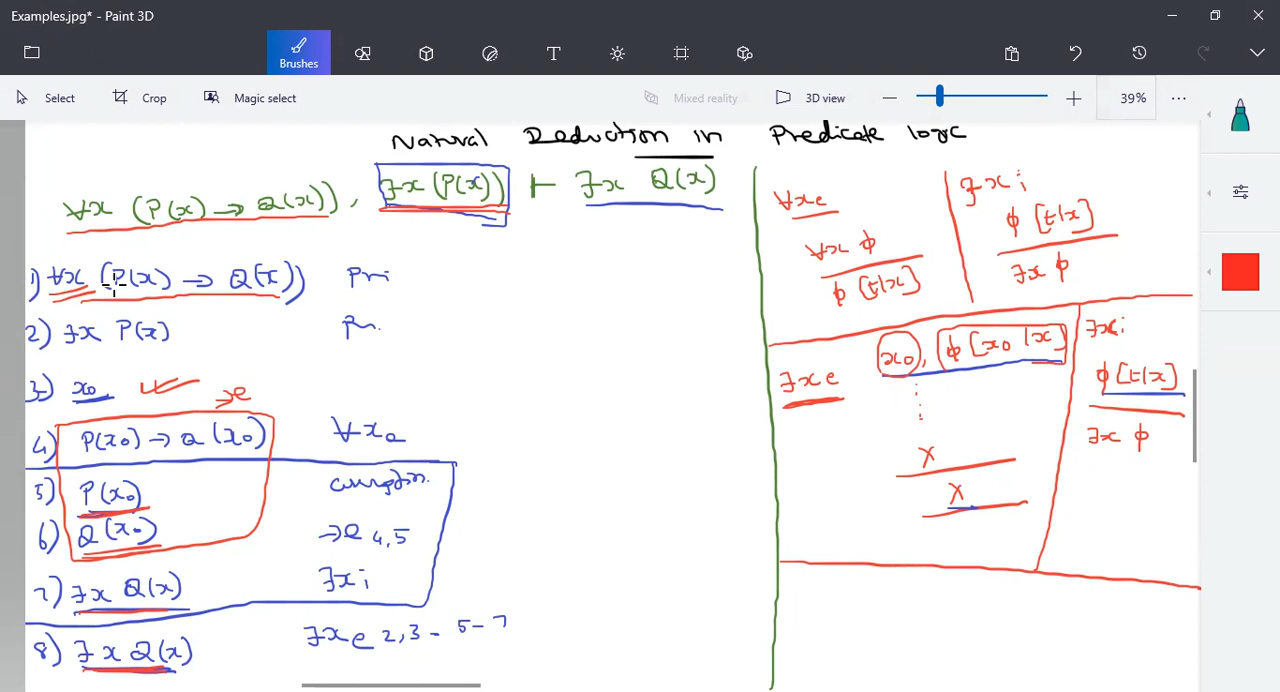 Examples.jpg* - Paint 3D
Brushes
Select Crop Magic select Mixed reality 3D view 39%
Natural Deduction in Predicate logic
∀x (P(x) → Q(x)), ∃x (P(x)) ⊢ ∃x Q(x)
1) ∀x (P(x) → Q(x)) Pri
2) ∃x P(x) Pr.
3) x₀
→e
4) P(x₀) → Q(x₀) ∀xe
5) P(x₀)
6) Q(x₀) →e 4,5
7) ∃x Q(x) ∃xi
8) ∃x Q(x) ∃xe 2,3 - 5-7
∀xe
∀x φ
φ [t/x]
∃xi
φ [t/x]
∃x φ
∃xe
x₀, φ [x₀/x]
⋮
χ
χ
∃xi
φ [t/x]
∃x φ